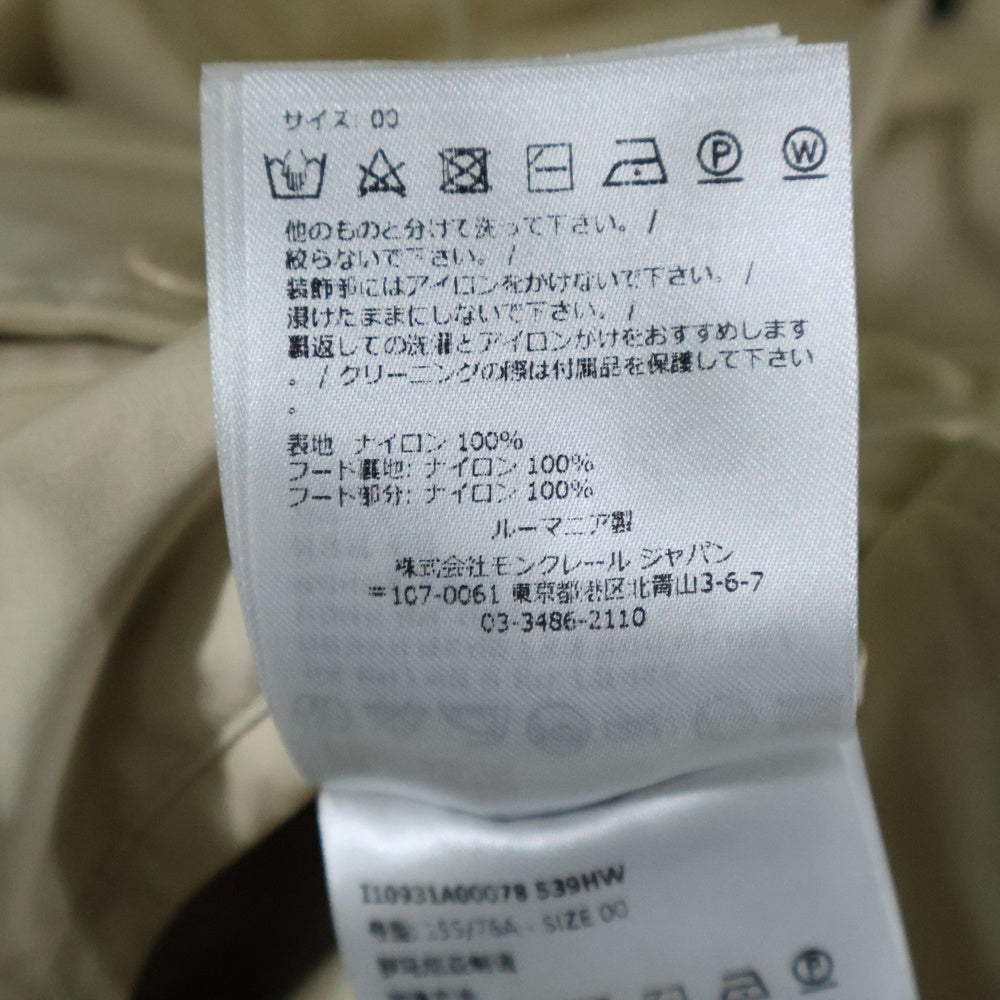 サイズ: 00
P W
他のものと分けて洗って下さい。 /
絞らないで下さい。 /
装飾部にはアイロンをかけないで下さい。 /
浸けたままにしないで下さい。 /
裏返しての洗濯とアイロンがけをおすすめします
。 / クリーニングの際は付属品を保護して下さい
。
表地 ナイロン 100%
フード裏地: ナイロン 100%
フード部分: ナイロン 100%
ルーマニア製
株式会社モンクレール ジャパン
〒107-0061 東京都港区北青山3-6-7
03-3486-2110
I10931A00078 539HW
号型: 155/76A - SIZE 00
P